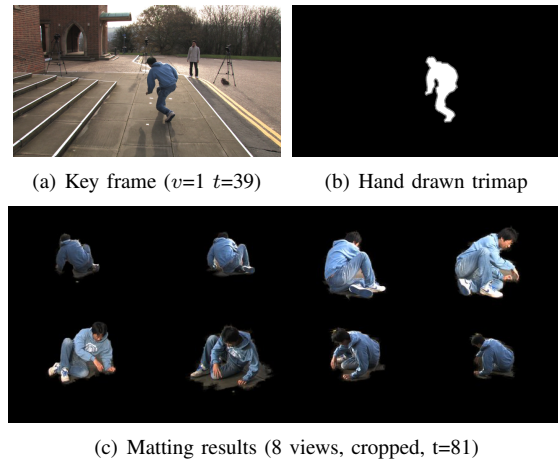 (a) Key frame (v=1 t=39)
(b) Hand drawn trimap
(c) Matting results (8 views, cropped, t=81)